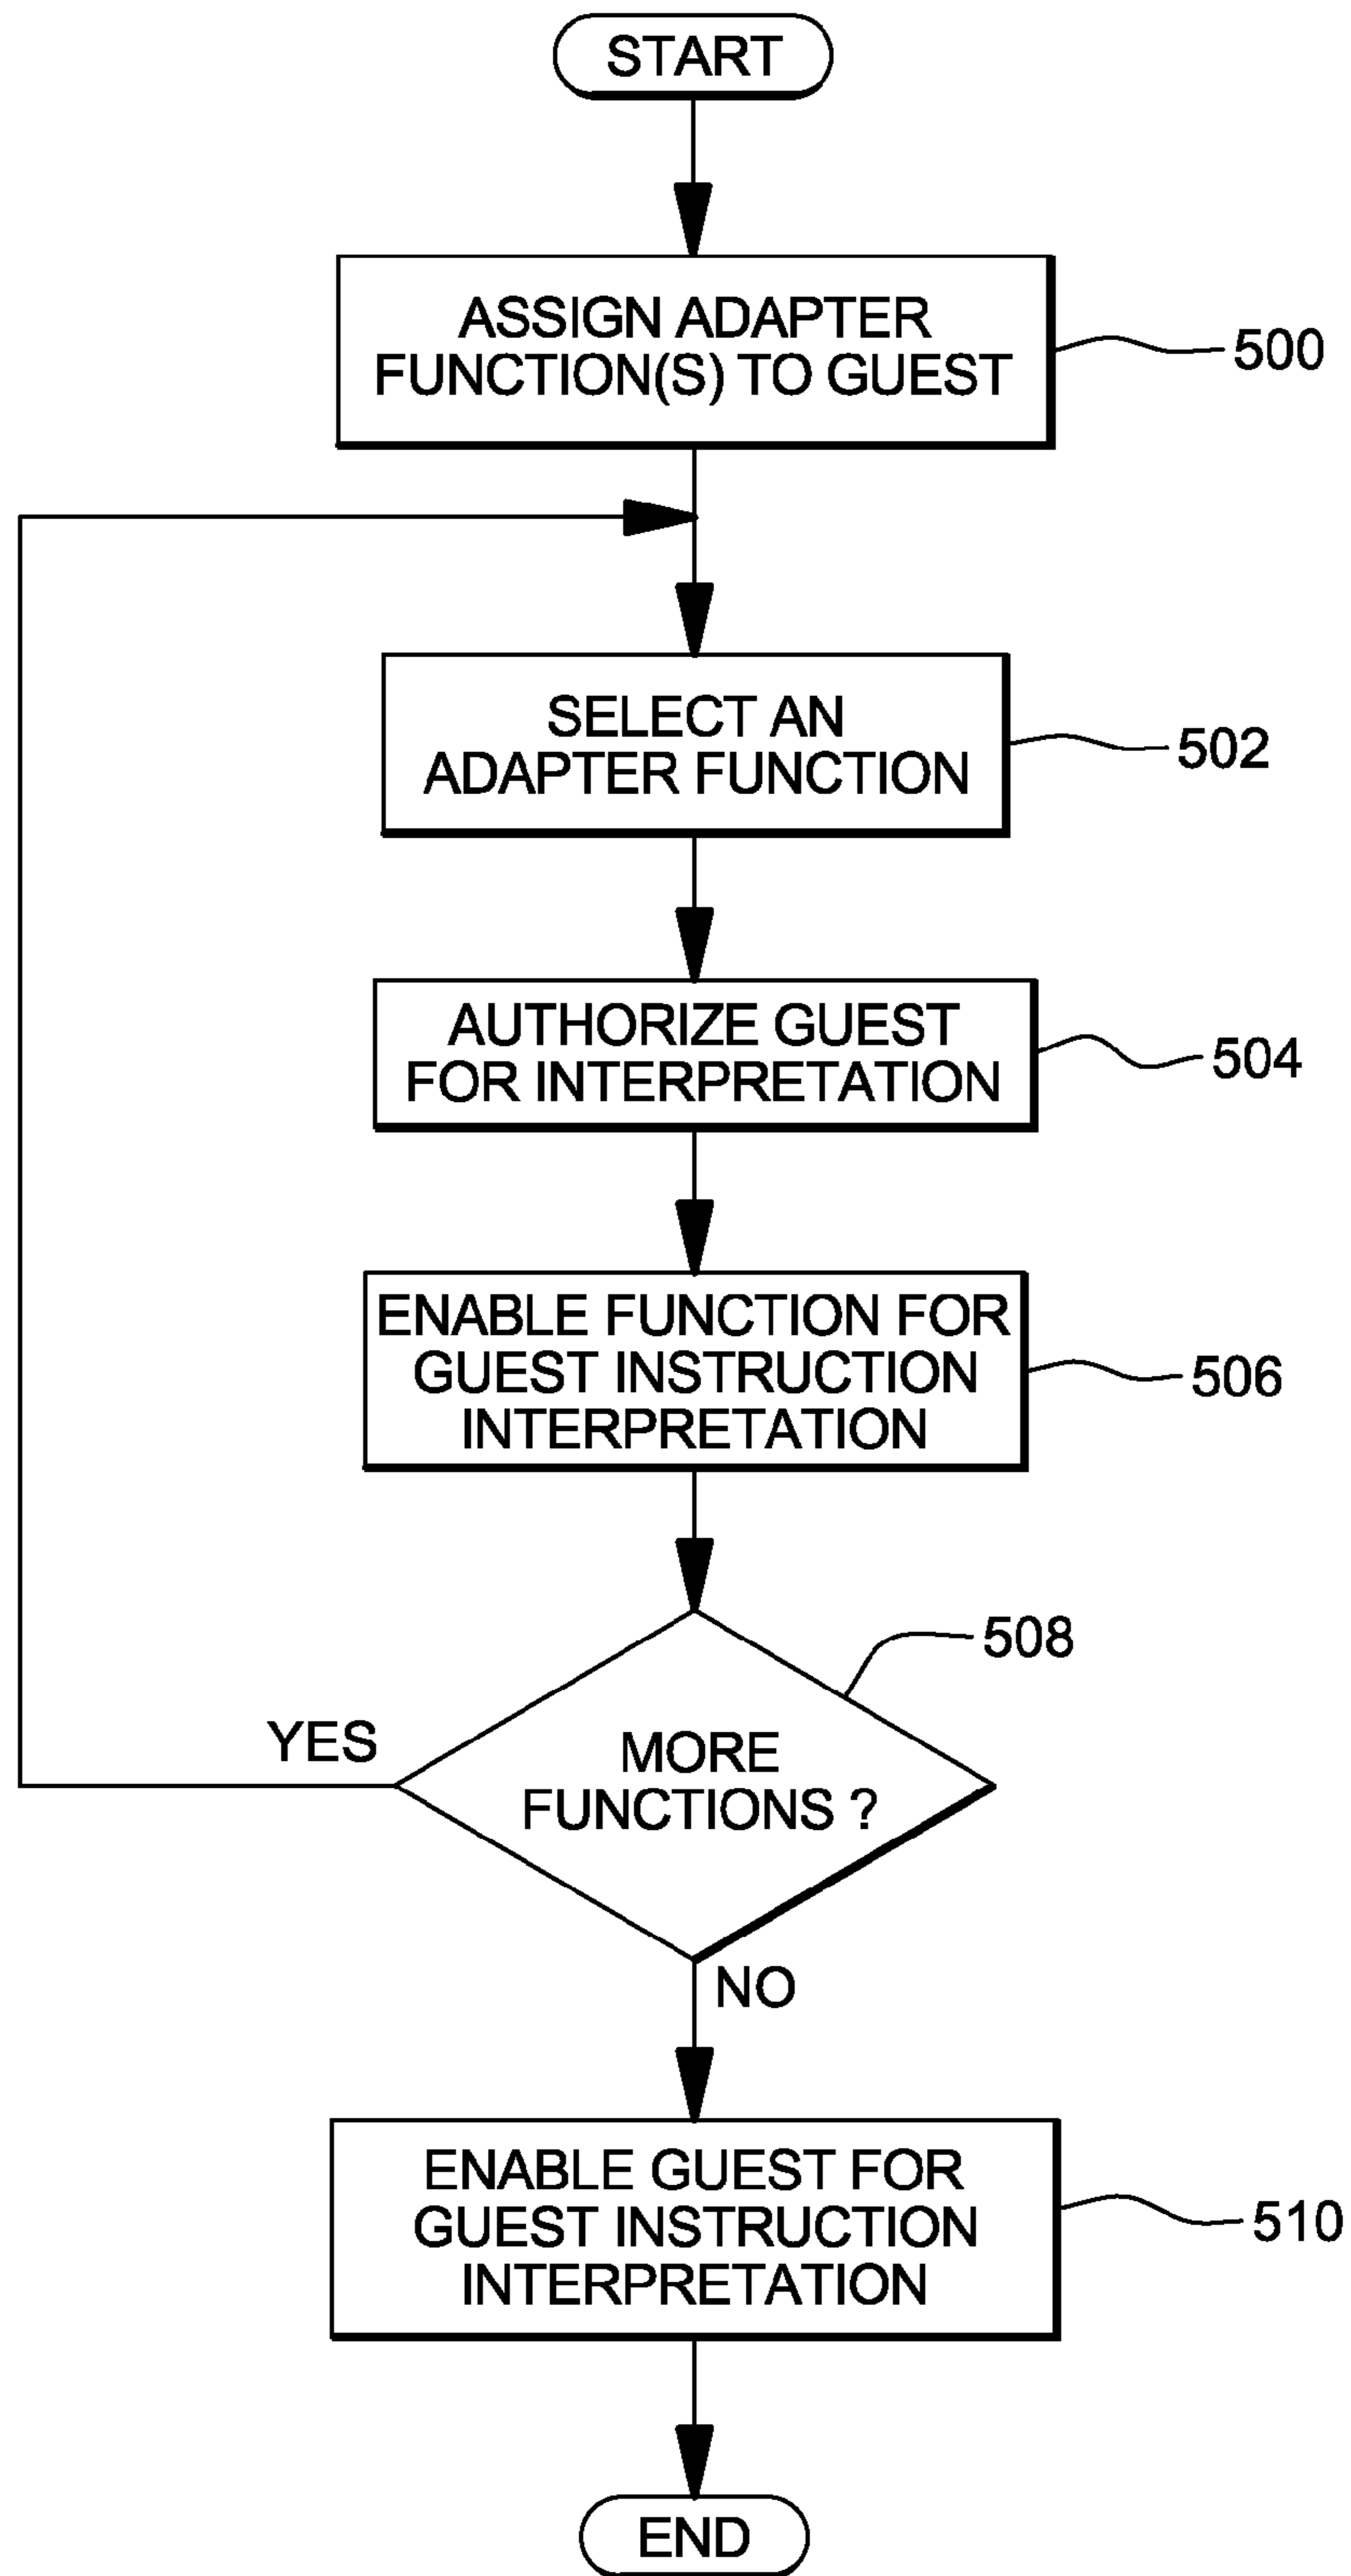 START
ASSIGN ADAPTER
FUNCTION(S) TO GUEST
500
SELECT AN
ADAPTER FUNCTION
502
AUTHORIZE GUEST
FOR INTERPRETATION
504
ENABLE FUNCTION FOR
GUEST INSTRUCTION
INTERPRETATION
506
508
YES
MORE
FUNCTIONS ?
NO
ENABLE GUEST FOR
GUEST INSTRUCTION
INTERPRETATION
510
END